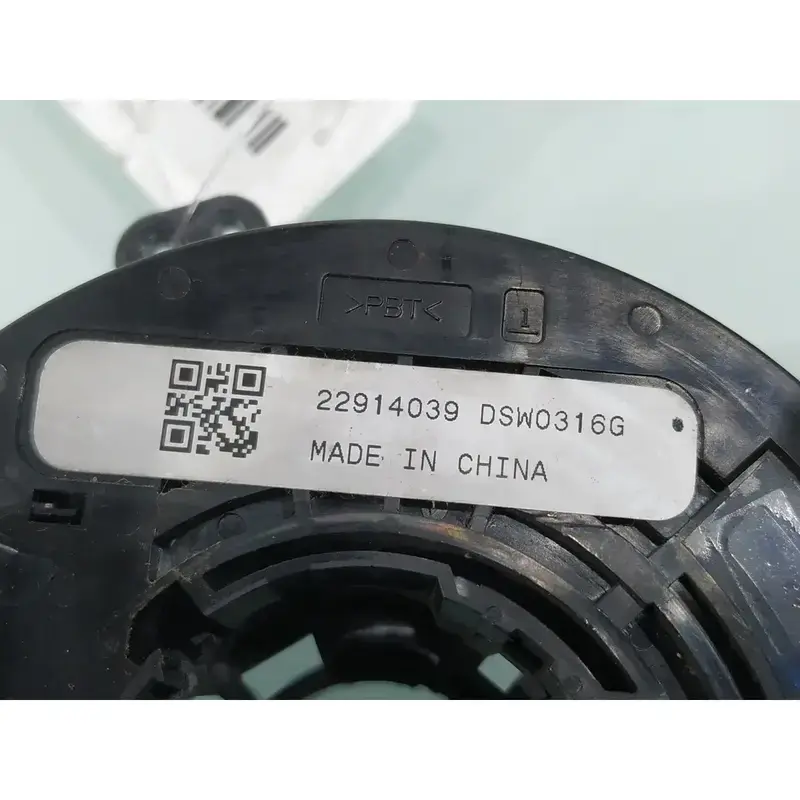 >PBT<
1
22914039 DSW0316G
MADE IN CHINA